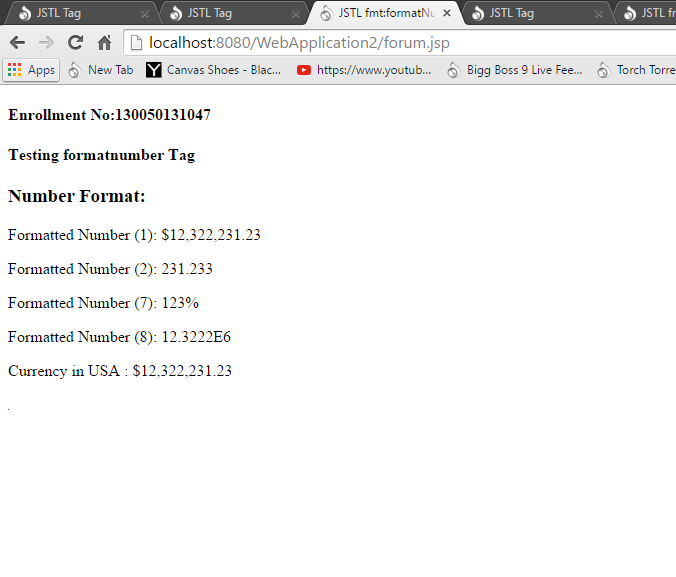 JSTL Tag
JSTL Tag
JSTL fmt:formatNu
JSTL Tag
JSTL fr
localhost:8080/WebApplication2/forum.jsp
Apps
New Tab
Canvas Shoes - Blac...
https://www.youtub...
Bigg Boss 9 Live Fee...
Torch Torre
Enrollment No:130050131047
Testing formatnumber Tag
Number Format:
Formatted Number (1): $12,322,231.23
Formatted Number (2): 231.233
Formatted Number (7): 123%
Formatted Number (8): 12.3222E6
Currency in USA : $12,322,231.23
.